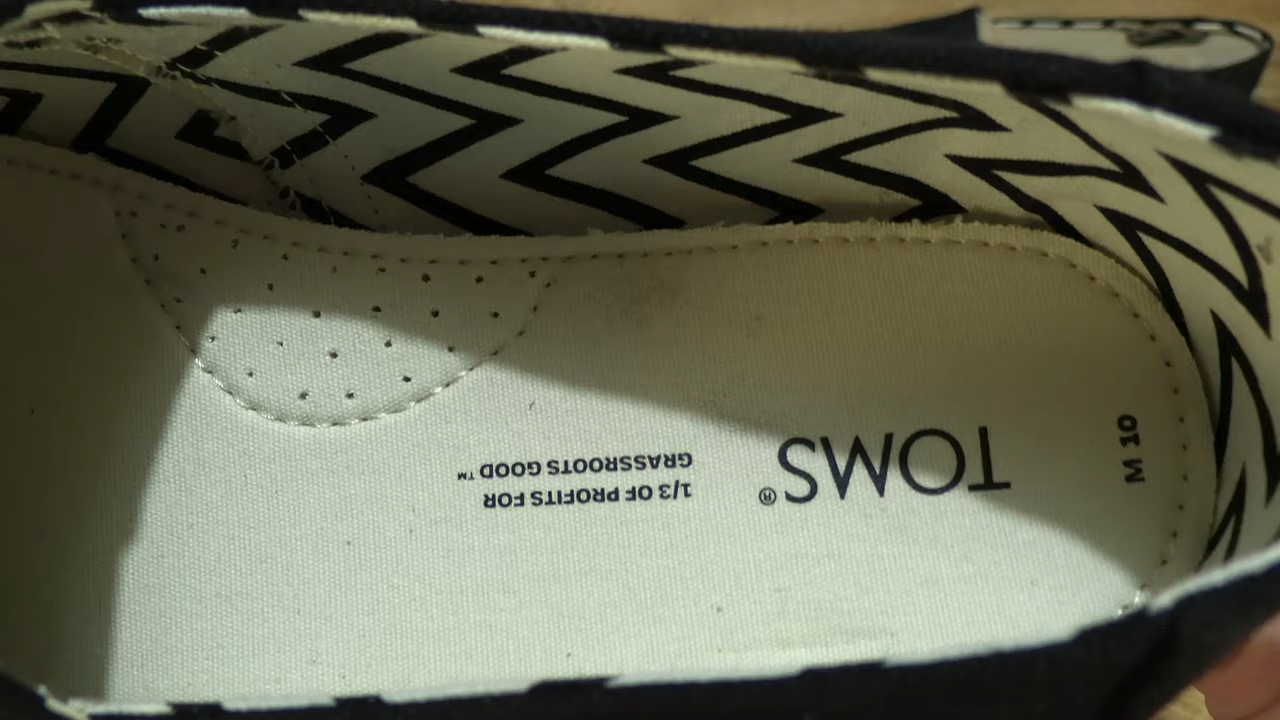 TOMS®
1/3 OF PROFITS FOR
GRASSROOTS GOOD™
M 10